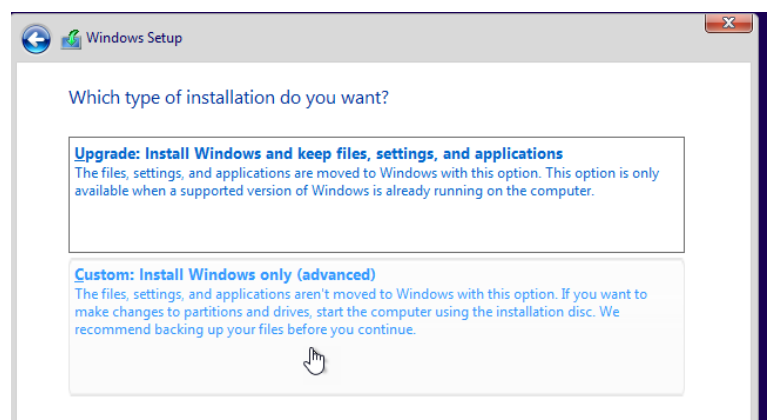 Windows Setup
Which type of installation do you want?
Upgrade: Install Windows and keep files, settings, and applications
The files, settings, and applications are moved to Windows with this option. This option is only
available when a supported version of Windows is already running on the computer.
Custom: Install Windows only (advanced)
The files, settings, and applications aren't moved to Windows with this option. If you want to
make changes to partitions and drives, start the computer using the installation disc. We
recommend backing up your files before you continue.